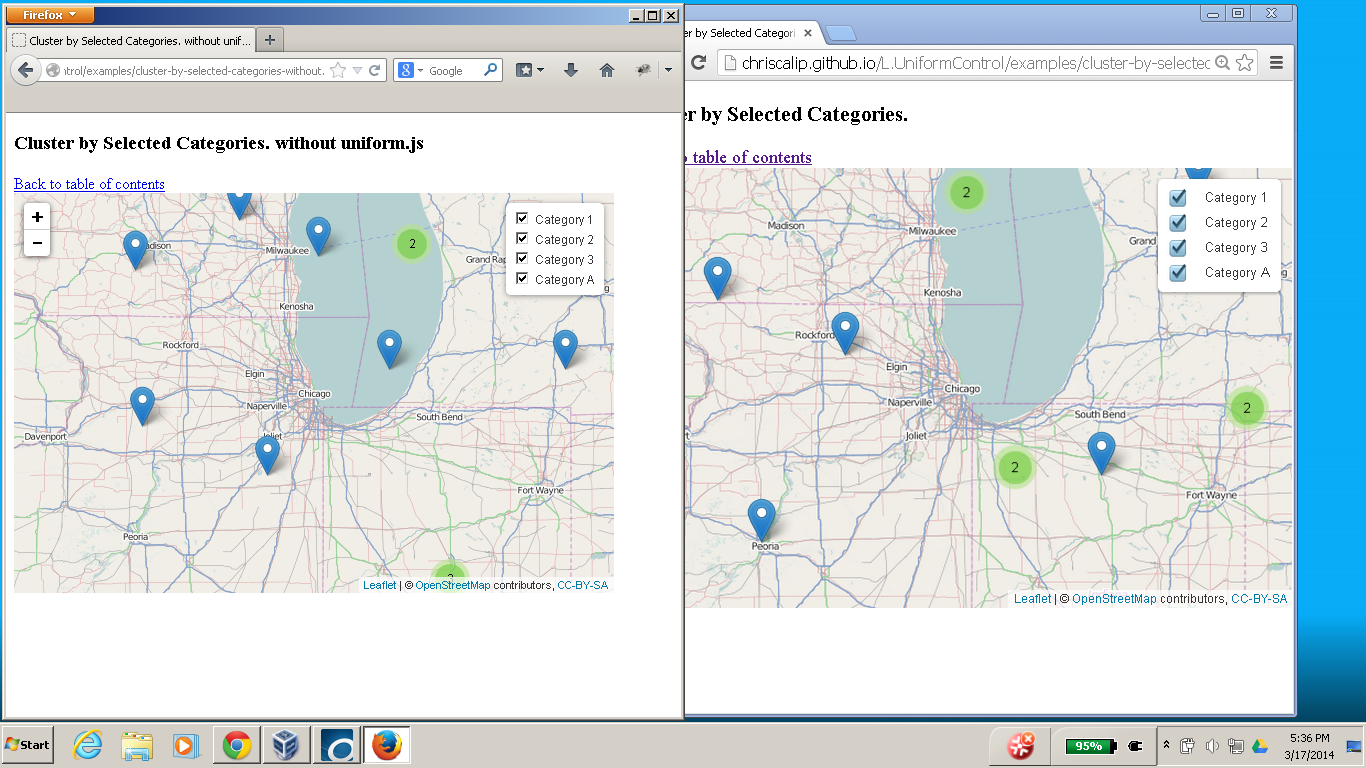 Firefox
Cluster by Selected Categories. without unif...
ntrol/examples/cluster-by-selected-categories-without.
Google
Cluster by Selected Categories. without uniform.js
Back to table of contents
+
−
Category 1
Category 2
Category 3
Category A
2
Milwaukee
Grand Rap
Kenosha
Rockford
Elgin
Chicago
Naperville
South Bend
Davenport
Joliet
Fort Wayne
Peoria
Leaflet | © OpenStreetMap contributors, CC-BY-SA
er by Selected Categori
chriscalip.github.io/L.UniformControl/examples/cluster-by-selected
er by Selected Categories.
to table of contents
2
Category 1
Category 2
Category 3
Category A
Madison
Milwaukee
Grand
Kenosha
Rockford
Elgin
Chicago
Naperville
South Bend
2
Joliet
2
Fort Wayne
Peoria
Leaflet | © OpenStreetMap contributors, CC-BY-SA
Start
95%
5:36 PM
3/17/2014